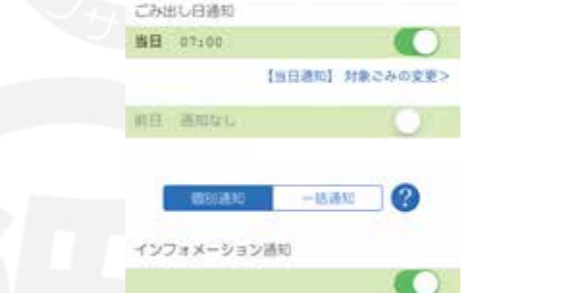 ごみ出し日通知
当日 07:00
【当日通知】 対象ごみの変更>
前日 通知なし
個別通知 一括通知 ?
インフォメーション通知